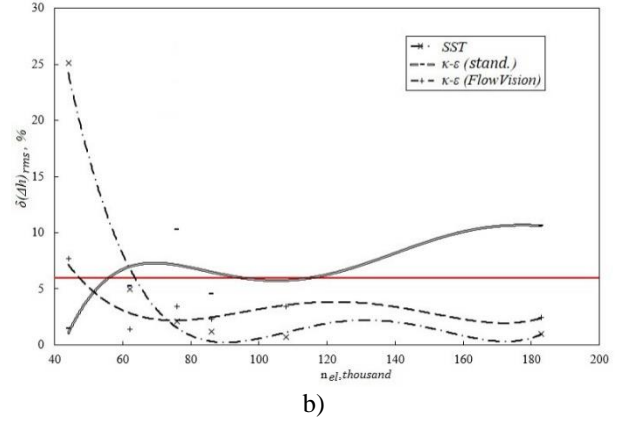 30
25
20
15
10
5
0
δ(Δh)rms, %
SST
κ-ε (stand.)
κ-ε (FlowVision)
40 60 80 100 120 140 160 180 200
nel,thousand
b)